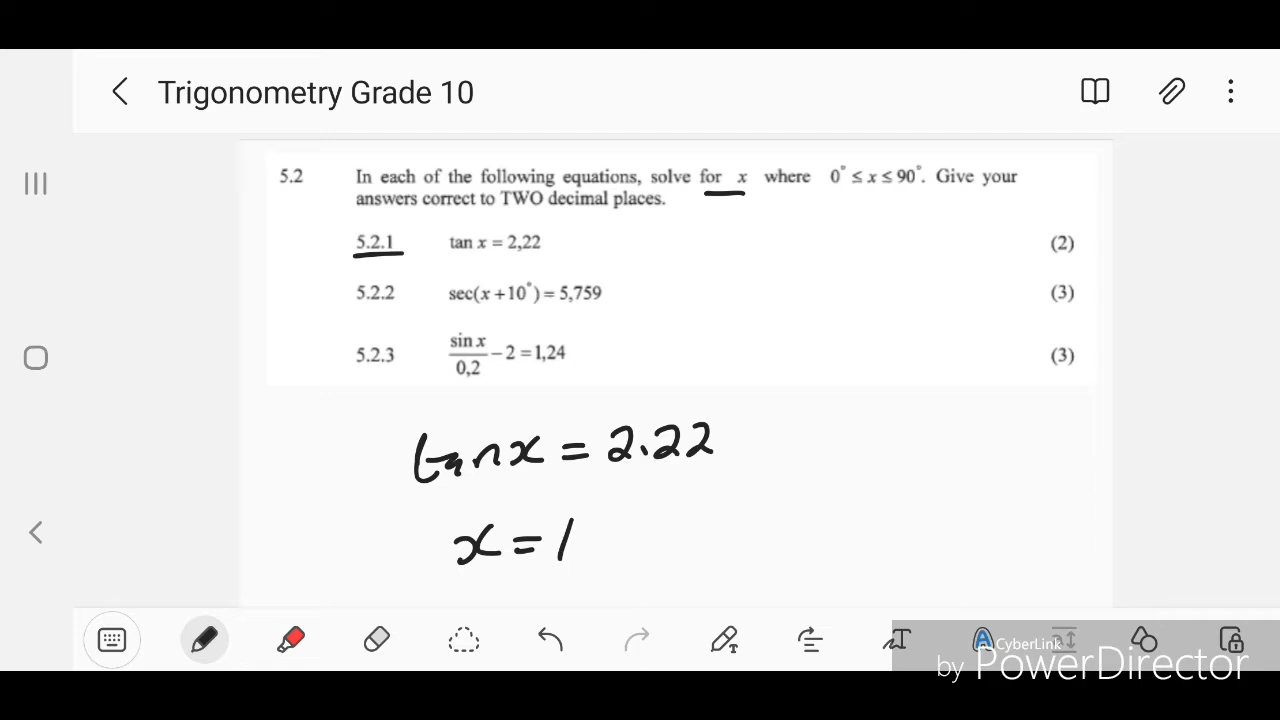 Trigonometry Grade 10
5.2 In each of the following equations, solve for x where 0° ≤ x ≤ 90°. Give your
answers correct to TWO decimal places.
5.2.1 tan x = 2,22 (2)
5.2.2 sec(x + 10°) = 5,759 (3)
5.2.3 sin x / 0,2 − 2 = 1,24 (3)
tan x = 2.22
x = 1
T
A CyberLink
by PowerDirector